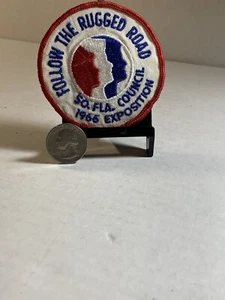 FOLLOW THE RUGGED ROAD
SO. FLA. COUNCIL
1966 EXPOSITION